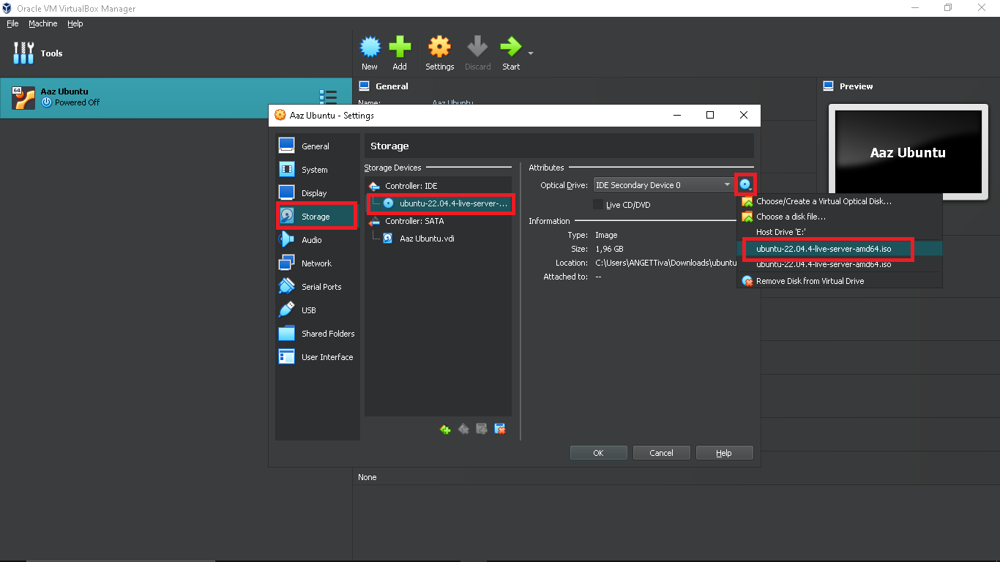 Oracle VM VirtualBox Manager
File Machine Help
Tools
New Add Settings Discard Start
64 Aaz Ubuntu
Powered Off
General
Name: Aaz Ubuntu
Preview
Aaz Ubuntu
Aaz Ubuntu - Settings
General
System
Display
Storage
Audio
Network
Serial Ports
USB
Shared Folders
User Interface
Storage
Storage Devices
Controller: IDE
ubuntu-22.04.4-live-server-...
Controller: SATA
Aaz Ubuntu.vdi
Attributes
Optical Drive: IDE Secondary Device 0
Live CD/DVD
Information
Type: Image
Size: 1,96 GB
Location: C:\Users\ANGETTiva\Downloads\ubuntu
Attached to: --
Choose/Create a Virtual Optical Disk...
Choose a disk file...
Host Drive 'E:'
ubuntu-22.04.4-live-server-amd64.iso
ubuntu-22.04.4-live-server-amd64.iso
Remove Disk from Virtual Drive
OK Cancel Help
None